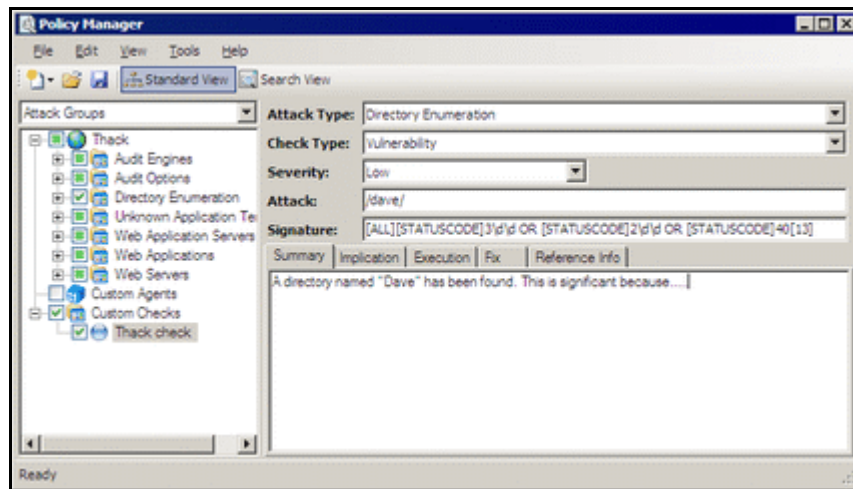 Policy Manager
File Edit View Tools Help
Standard View Search View
Attack Groups
Thack
Audit Engines
Audit Options
Directory Enumeration
Unknown Application Te
Web Application Servers
Web Applications
Web Servers
Custom Agents
Custom Checks
Thack check
Attack Type: Directory Enumeration
Check Type: Vulnerability
Severity: Low
Attack: /dave/
Signature: [ALL][STATUSCODE]3\d\d OR [STATUSCODE]2\d\d OR [STATUSCODE]40[13]
Summary Implication Execution Fix Reference Info
A directory named "Dave" has been found. This is significant because.....
Ready